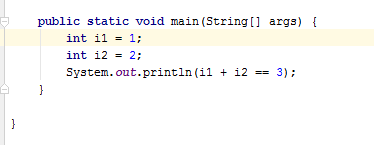 public static void main(String[] args) {
int i1 = 1;
int i2 = 2;
System.out.println(i1 + i2 == 3);
}
}